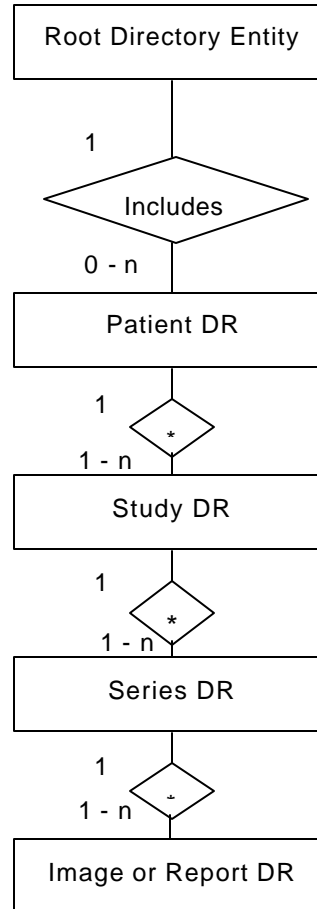 Root Directory Entity
1
Includes
0 - n
Patient DR
1
*
1 - n
Study DR
1
*
1 - n
Series DR
1
*
1 - n
Image or Report DR